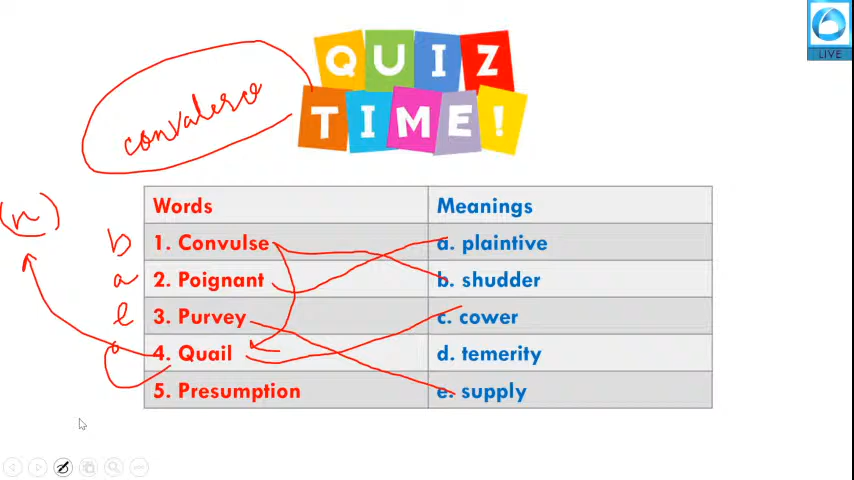 QUIZ
TIME!
LIVE
(n)
Words Meanings
b 1. Convulse a. plaintive
a 2. Poignant b. shudder
e 3. Purvey c. cower
4. Quail d. temerity
5. Presumption e. supply